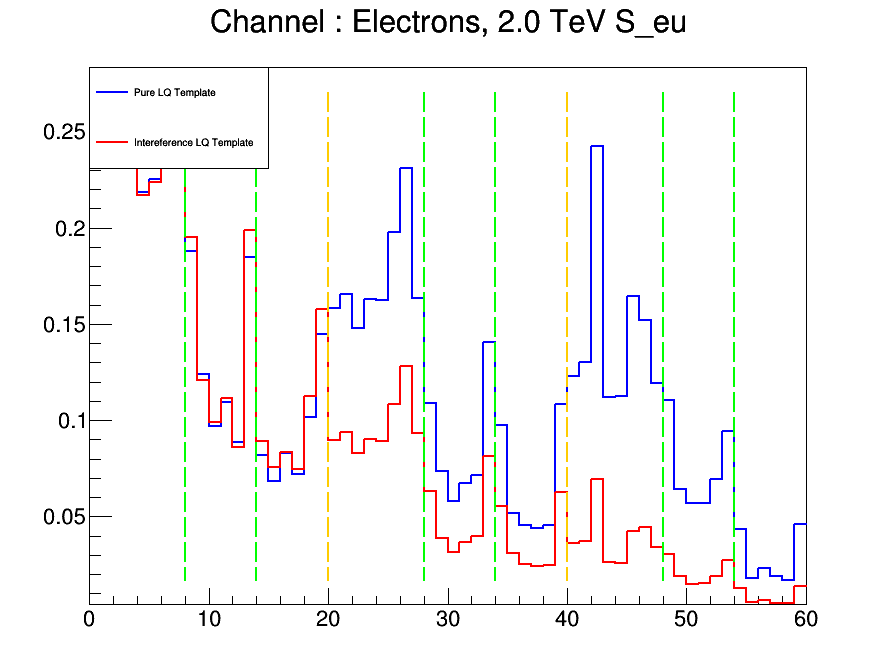 Channel : Electrons, 2.0 TeV S_eu
Pure LQ Template
Intereference LQ Template
0.25
0.2
0.15
0.1
0.05
0 10 20 30 40 50 60